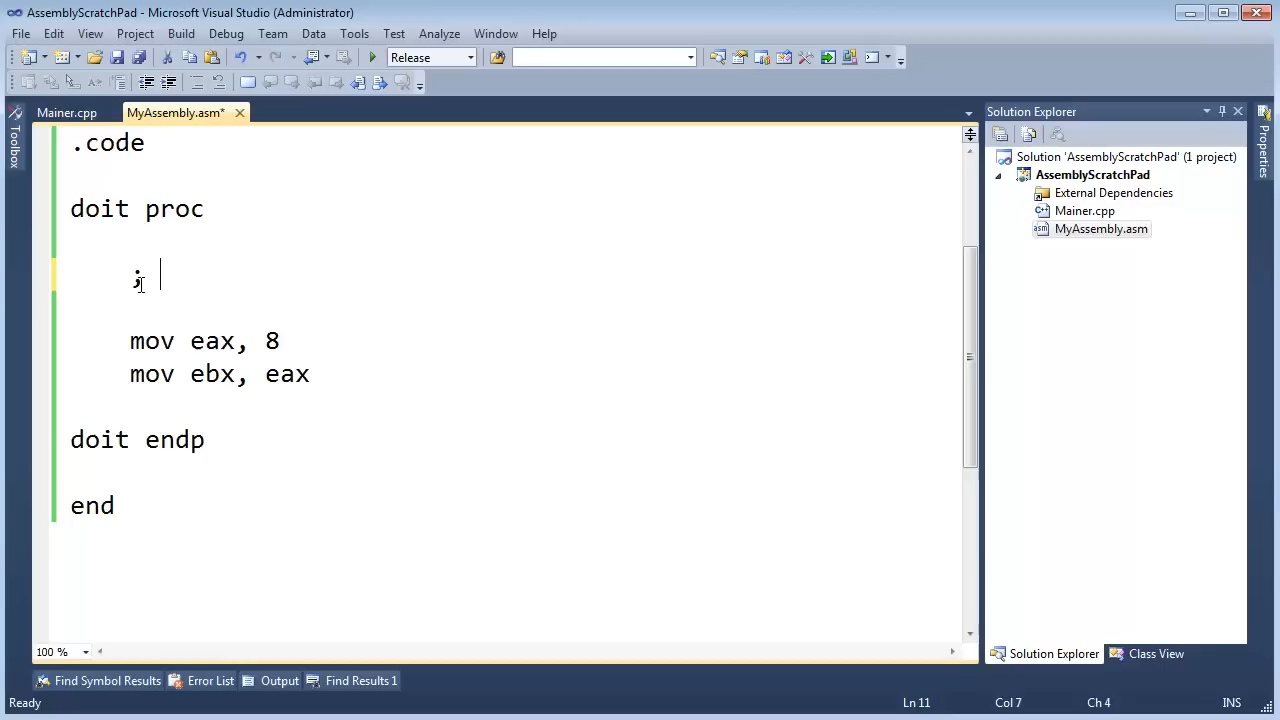 AssemblyScratchPad - Microsoft Visual Studio (Administrator)
File Edit View Project Build Debug Team Data Tools Test Analyze Window Help
Release
Mainer.cpp MyAssembly.asm*
Toolbox
.code
doit proc
;
mov eax, 8
mov ebx, eax
doit endp
end
100 %
Solution Explorer
Solution 'AssemblyScratchPad' (1 project)
AssemblyScratchPad
External Dependencies
Mainer.cpp
MyAssembly.asm
Solution Explorer Class View
Properties
Find Symbol Results Error List Output Find Results 1
Ready Ln 11 Col 7 Ch 4 INS